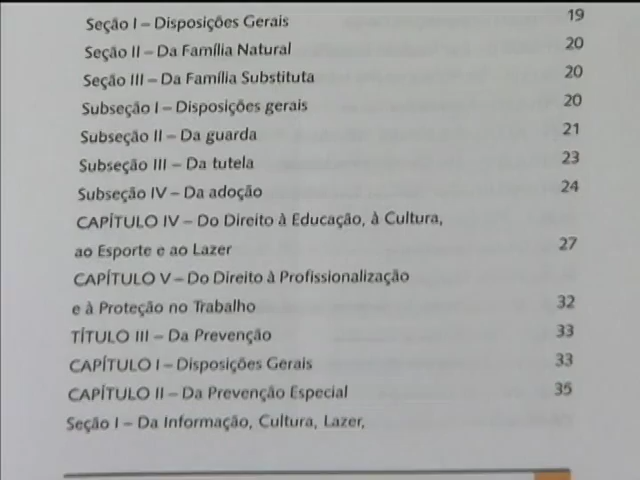 Seção I – Disposições Gerais 19
Seção II – Da Família Natural 20
Seção III – Da Família Substituta 20
Subseção I – Disposições gerais 20
Subseção II – Da guarda 21
Subseção III – Da tutela 23
Subseção IV – Da adoção 24
CAPÍTULO IV – Do Direito à Educação, à Cultura,
ao Esporte e ao Lazer 27
CAPÍTULO V – Do Direito à Profissionalização
e à Proteção no Trabalho 32
TÍTULO III – Da Prevenção 33
CAPÍTULO I – Disposições Gerais 33
CAPÍTULO II – Da Prevenção Especial 35
Seção I – Da informação, Cultura, Lazer,